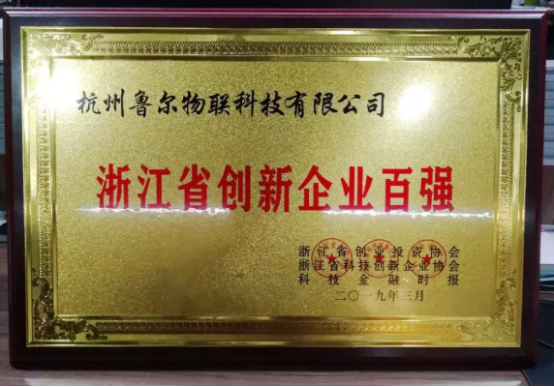 杭州鲁尔物联科技有限公司
浙江省创新企业百强
浙江省创业投资协会
浙江省科技创新企业协会
科技金融时报
二〇一九年三月